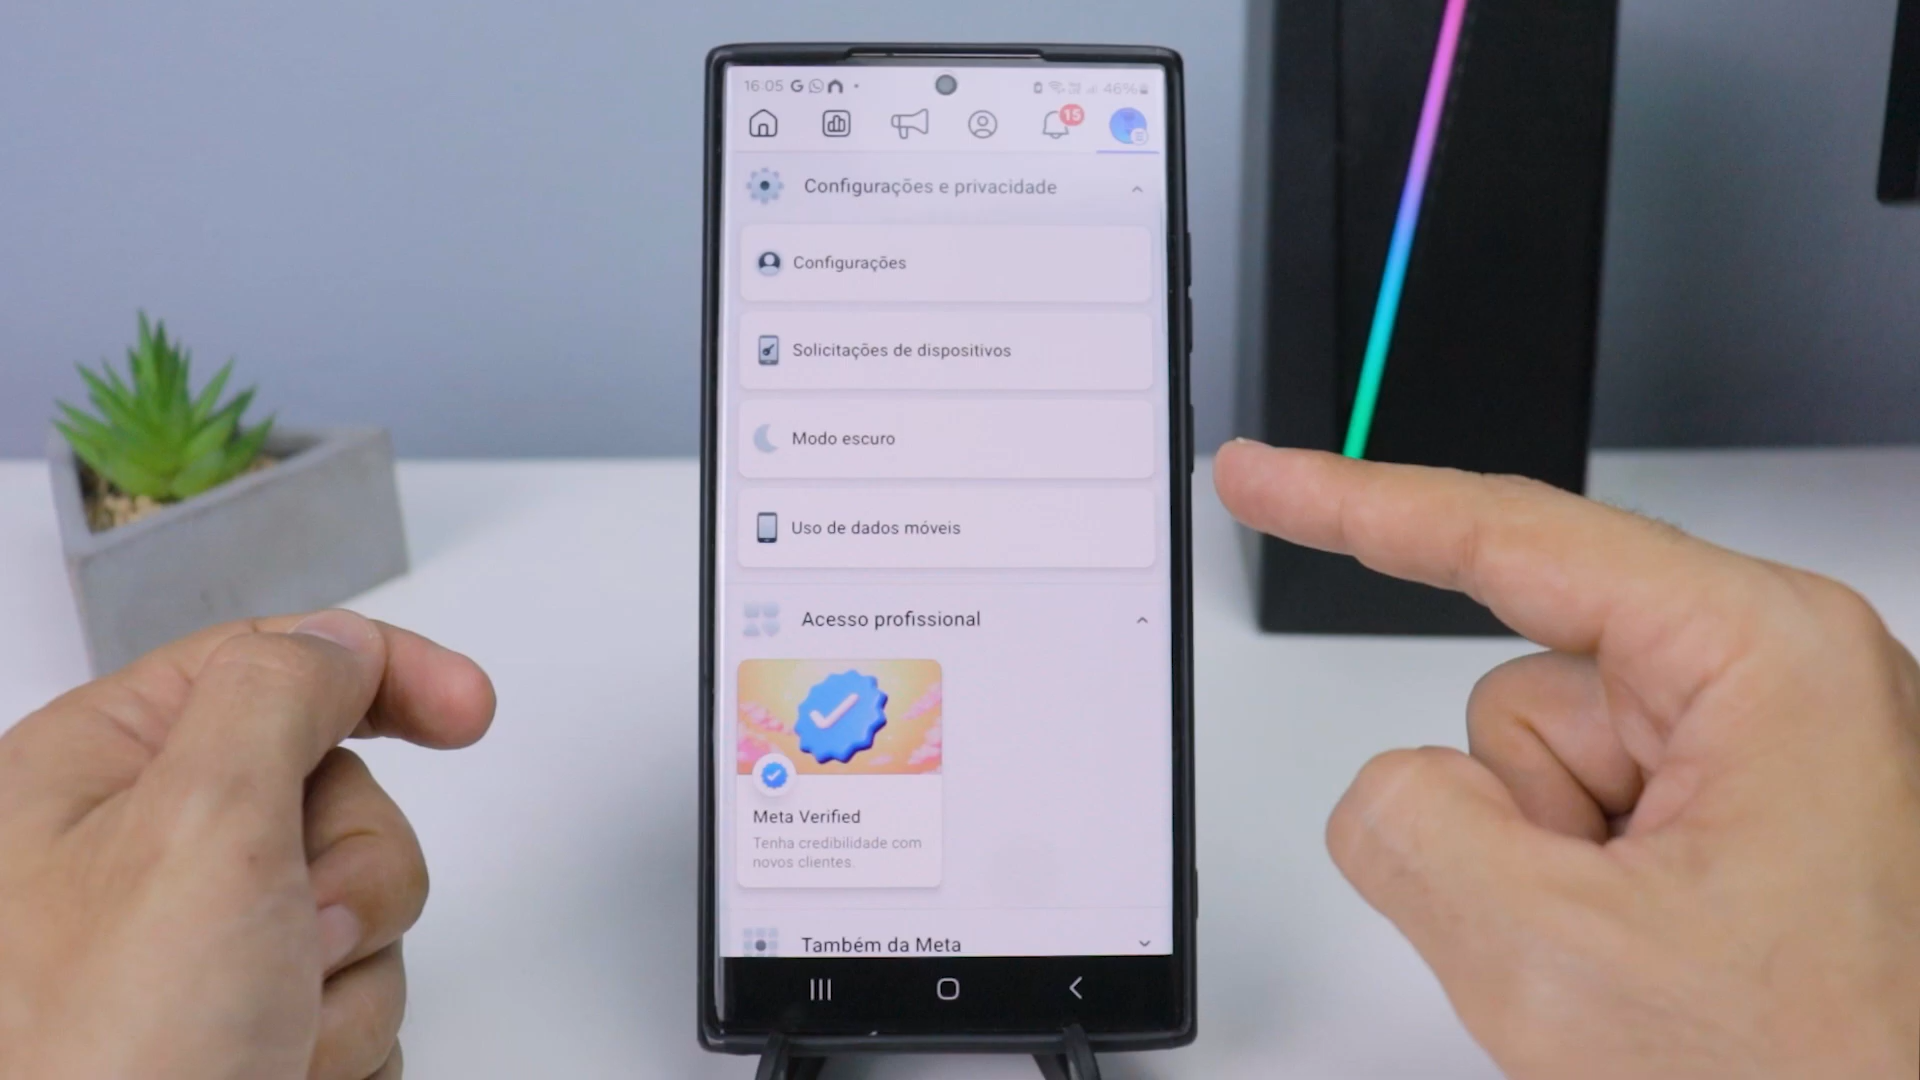 16:05
46%
15
Configurações e privacidade
Configurações
Solicitações de dispositivos
Modo escuro
Uso de dados móveis
Acesso profissional
Meta Verified
Tenha credibilidade com
novos clientes.
Também da Meta